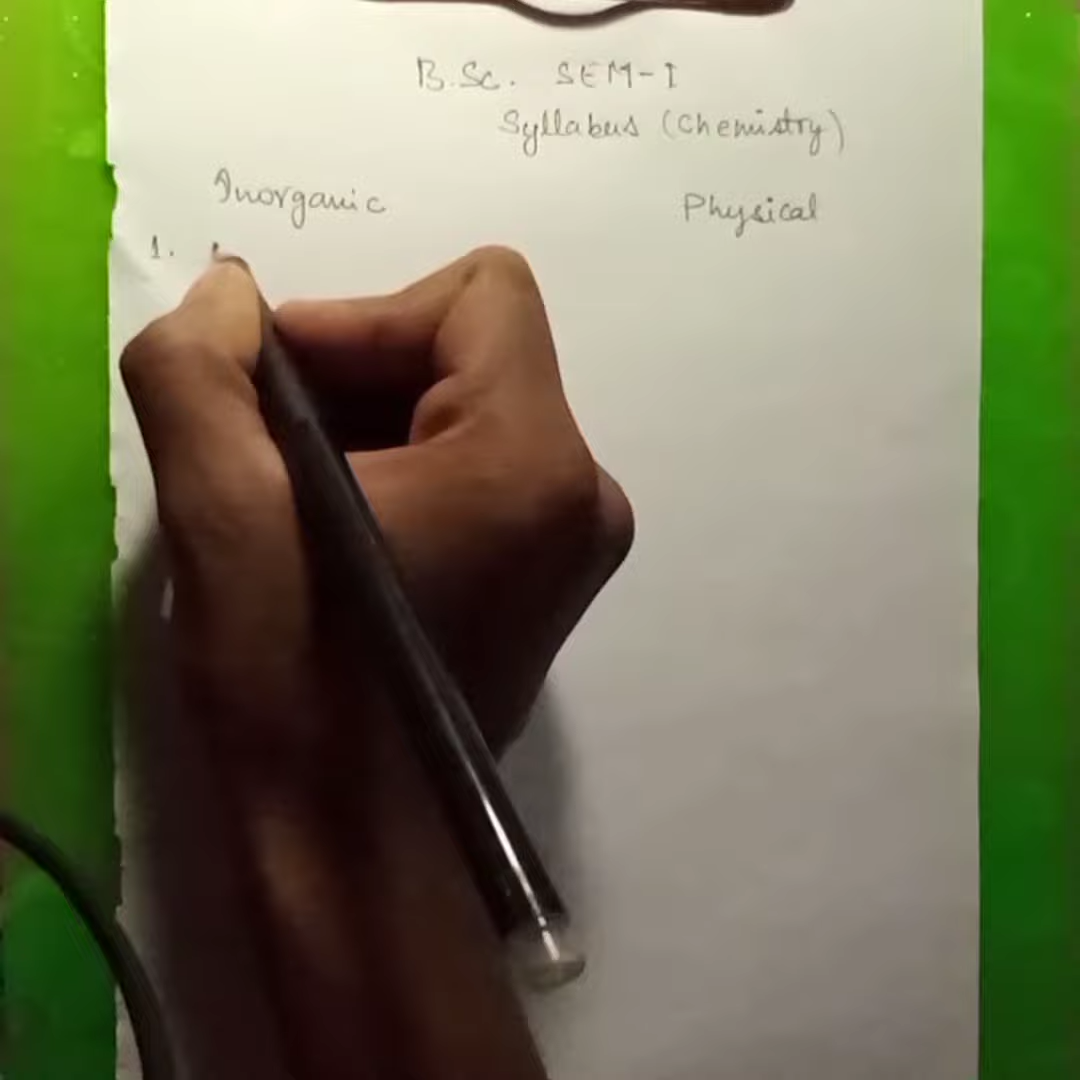 B.Sc. SEM-I
Syllabus (Chemistry)
Inorganic Physical
1.